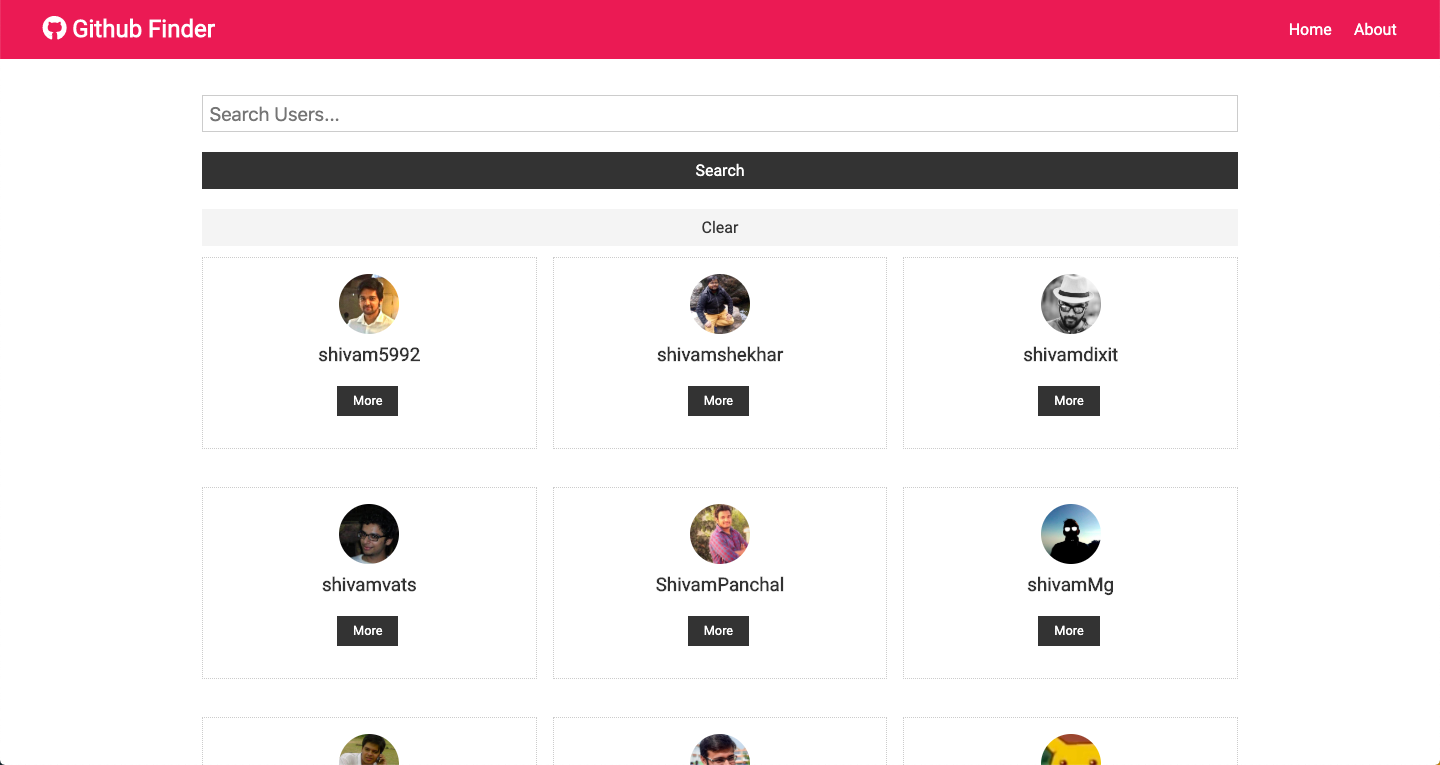 Github Finder
Home About
Search Users...
Search
Clear
shivam5992 shivamshekhar shivamdixit
More More More
shivamvats ShivamPanchal shivamMg
More More More